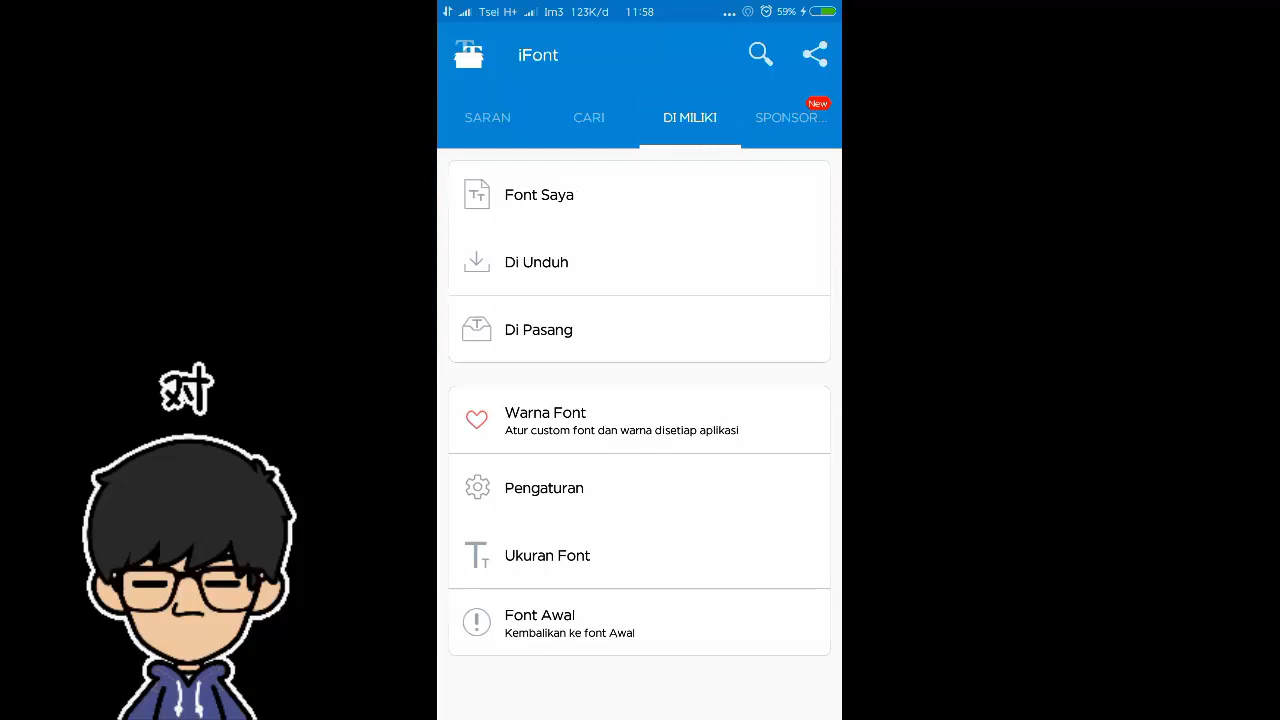 Tsel H+ Im3 123K/d 11:58 ... 59%
iFont
SARAN CARI DI MILIKI SPONSOR... New
Font Saya
Di Unduh
Di Pasang
Warna Font
Atur custom font dan warna disetiap aplikasi
Pengaturan
Ukuran Font
Font Awal
Kembalikan ke font Awal
对